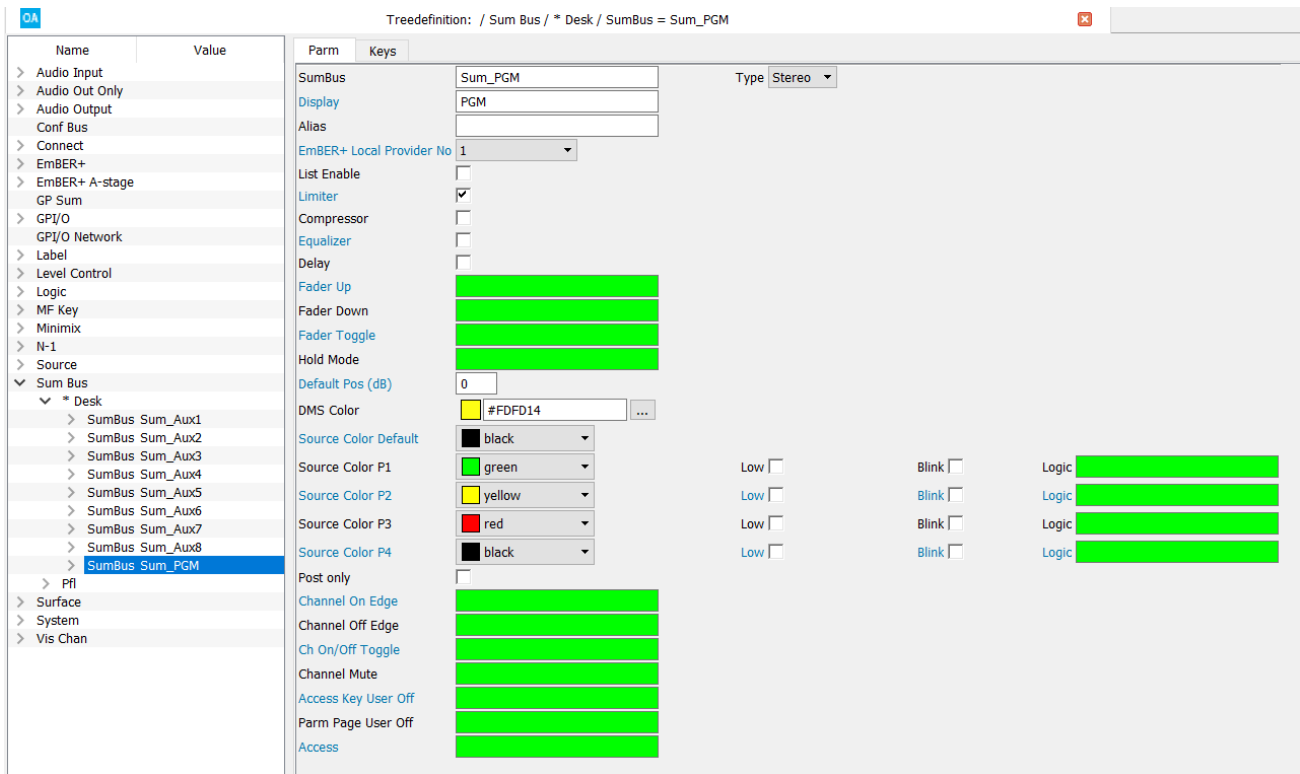 OA
Treedefinition: / Sum Bus / * Desk / SumBus = Sum_PGM
Name Value
Audio Input
Audio Out Only
Audio Output
Conf Bus
Connect
EmBER+
EmBER+ A-stage
GP Sum
GPI/O
GPI/O Network
Label
Level Control
Logic
MF Key
Minimix
N-1
Source
Sum Bus
* Desk
SumBus Sum_Aux1
SumBus Sum_Aux2
SumBus Sum_Aux3
SumBus Sum_Aux4
SumBus Sum_Aux5
SumBus Sum_Aux6
SumBus Sum_Aux7
SumBus Sum_Aux8
SumBus Sum_PGM
Pfl
Surface
System
Vis Chan
Parm Keys
SumBus Sum_PGM Type Stereo
Display PGM
Alias
EmBER+ Local Provider No 1
List Enable
Limiter
Compressor
Equalizer
Delay
Fader Up
Fader Down
Fader Toggle
Hold Mode
Default Pos (dB) 0
DMS Color #FDFD14 ...
Source Color Default black
Source Color P1 green Low Blink Logic
Source Color P2 yellow Low Blink Logic
Source Color P3 red Low Blink Logic
Source Color P4 black Low Blink Logic
Post only
Channel On Edge
Channel Off Edge
Ch On/Off Toggle
Channel Mute
Access Key User Off
Parm Page User Off
Access